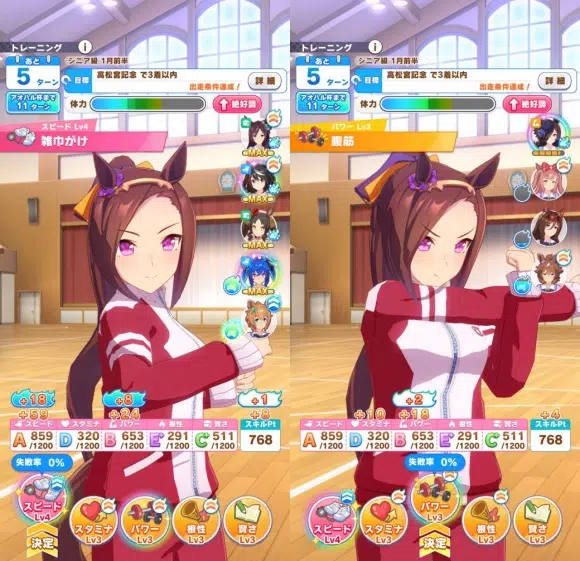 トレーニング
あと
5
ターン
アオハル杯まで
11ターン
シニア級 1月前半
目標
高松宮記念 で3着以内
出走条件達成!
詳細
体力
絶好調
スピード Lv4
雑巾がけ
MAX
MAX
MAX
MAX
+18
+59
+8
+24
+1
+8
スピード
スタミナ
パワー
根性
賢さ
スキルPt
A 859
/1200
D 320
/1200
B 653
/1200
E+ 291
/1200
C+ 511
/1200
768
失敗率 0%
スピード
Lv4
スタミナ
Lv3
パワー
Lv3
根性
Lv3
賢さ
Lv3
決定
トレーニング
あと
5
ターン
アオハル杯まで
11ターン
シニア級 1月前半
目標
高松宮記念 で3着以内
出走条件達成!
詳細
体力
絶好調
パワー Lv3
腹筋
+2
+10
+18
+4
スピード
スタミナ
パワー
根性
賢さ
スキルPt
A 859
/1200
D 320
/1200
B 653
/1200
E+ 291
/1200
C+ 511
/1200
768
失敗率 0%
スピード
Lv4
スタミナ
Lv3
パワー
Lv3
根性
Lv3
賢さ
Lv3
決定